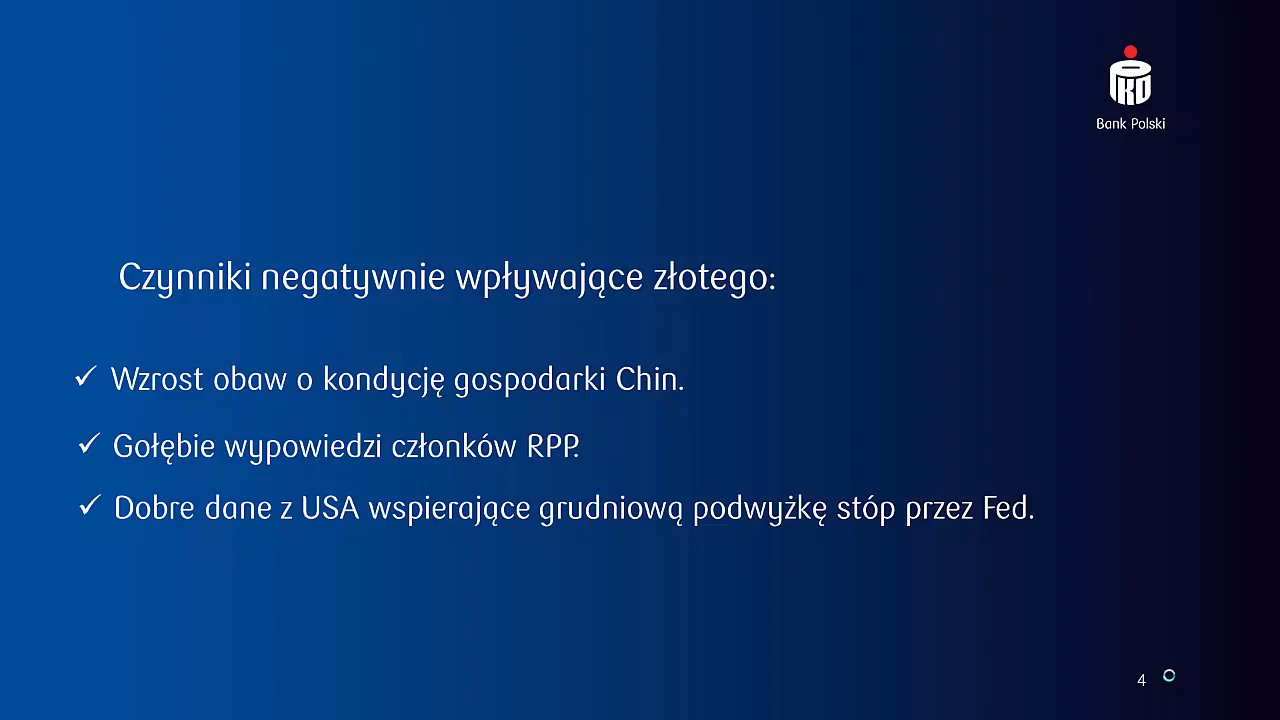 PKO
Bank Polski
Czynniki negatywnie wpływające złotego:
✓ Wzrost obaw o kondycję gospodarki Chin.
✓ Gołębie wypowiedzi członków RPP.
✓ Dobre dane z USA wspierające grudniową podwyżkę stóp przez Fed.
4